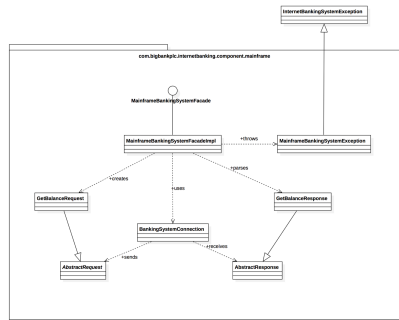 InternetBankingSystemException
com.bigbankpic.internetbanking.component.mainframe
MainframeBankingSystemFacade
MainframeBankingSystemFacadeImpl
+throws
MainframeBankingSystemException
+creates
+uses
+parses
GetBalanceRequest
GetBalanceResponse
BankingSystemConnection
+sends
+receives
AbstractRequest
AbstractResponse